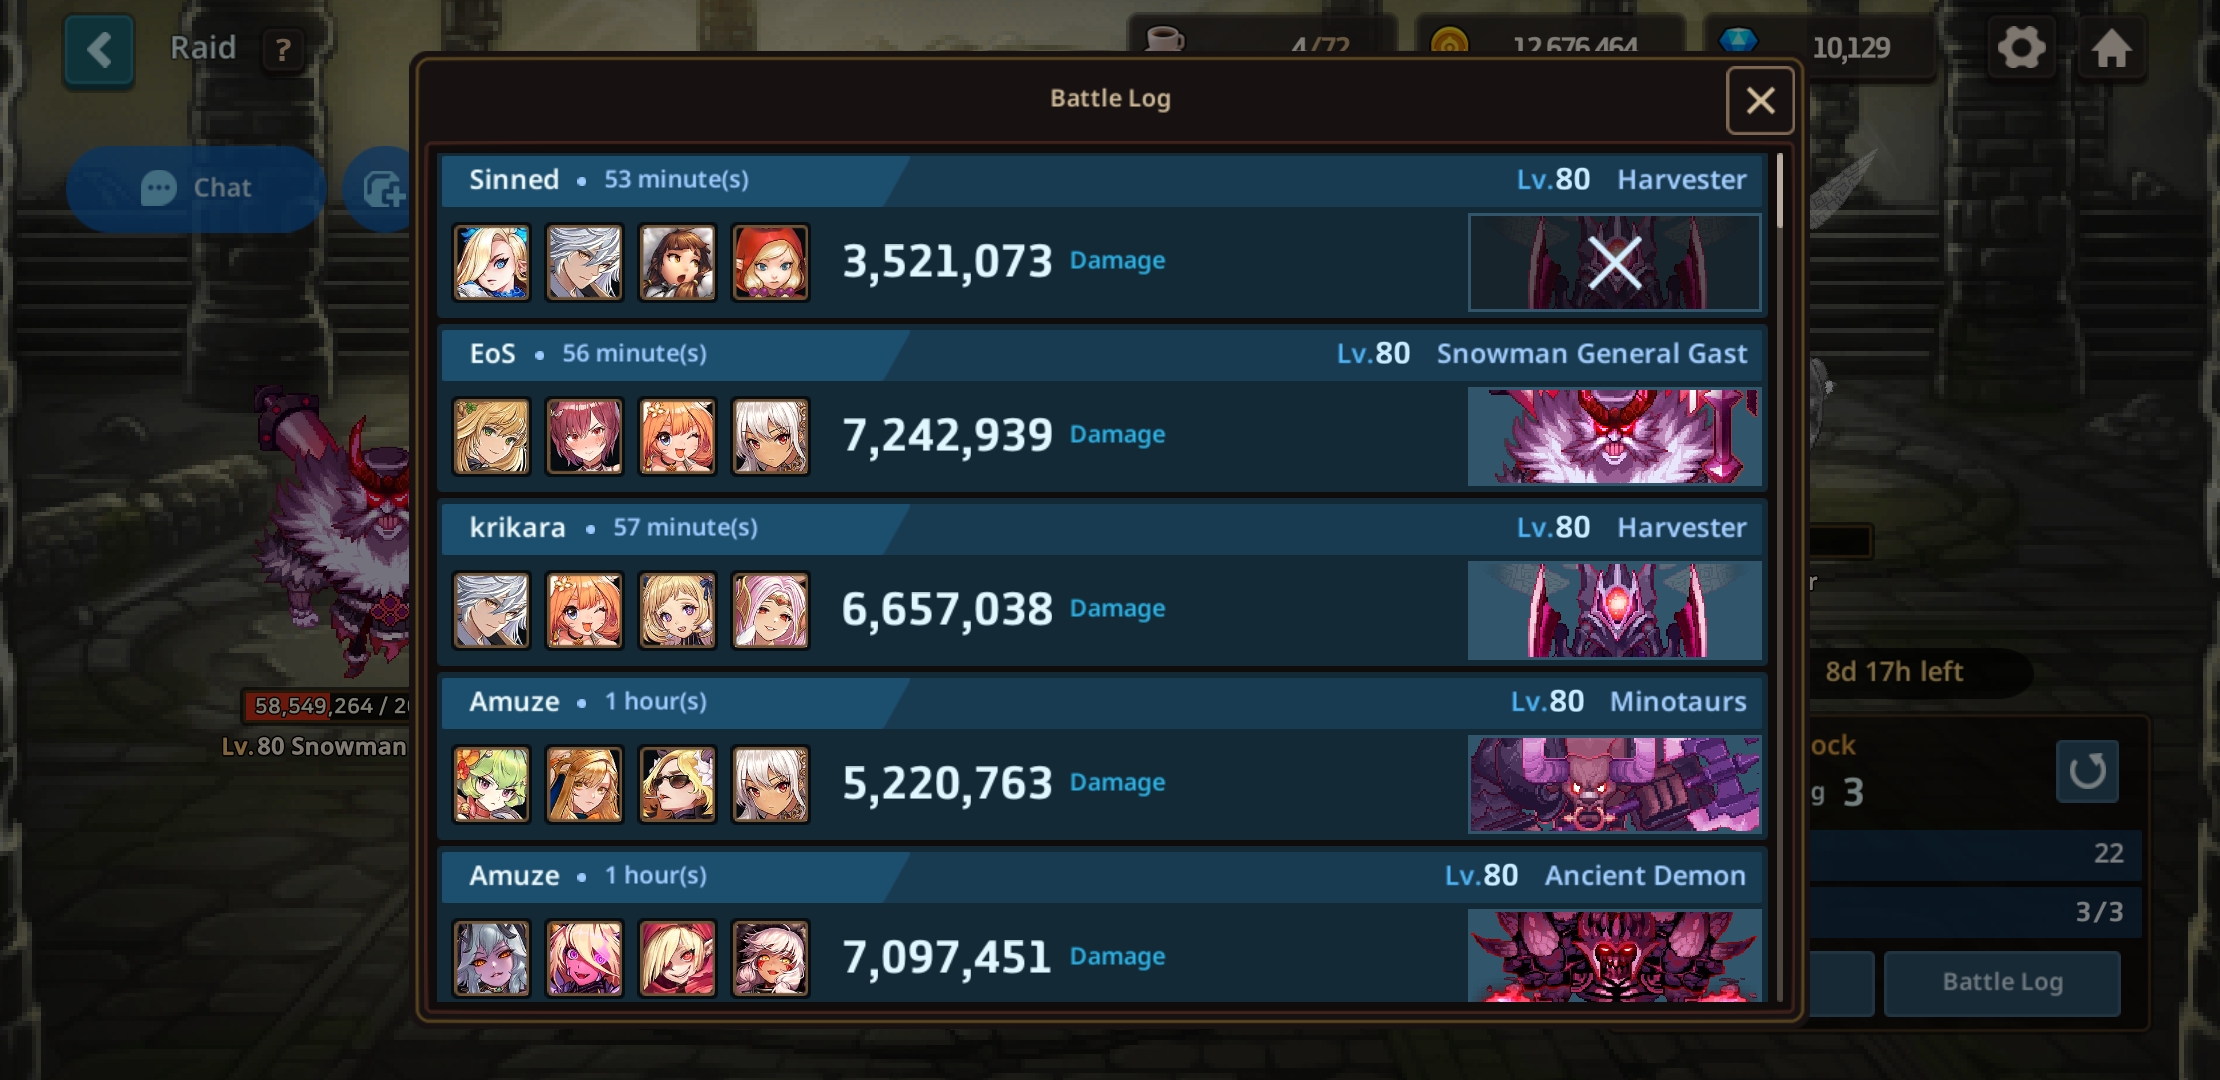 Raid
?
4/72
12,676,464
10,129
Battle Log
Chat
Sinned • 53 minute(s)
Lv.80 Harvester
3,521,073 Damage
EoS • 56 minute(s)
Lv.80 Snowman General Gast
7,242,939 Damage
krikara • 57 minute(s)
Lv.80 Harvester
6,657,038 Damage
Amuze • 1 hour(s)
Lv.80 Minotaurs
5,220,763 Damage
Amuze • 1 hour(s)
Lv.80 Ancient Demon
7,097,451 Damage
58,549,264 / 2
Lv.80 Snowman
r
8d 17h left
ock
g 3
22
3/3
Battle Log